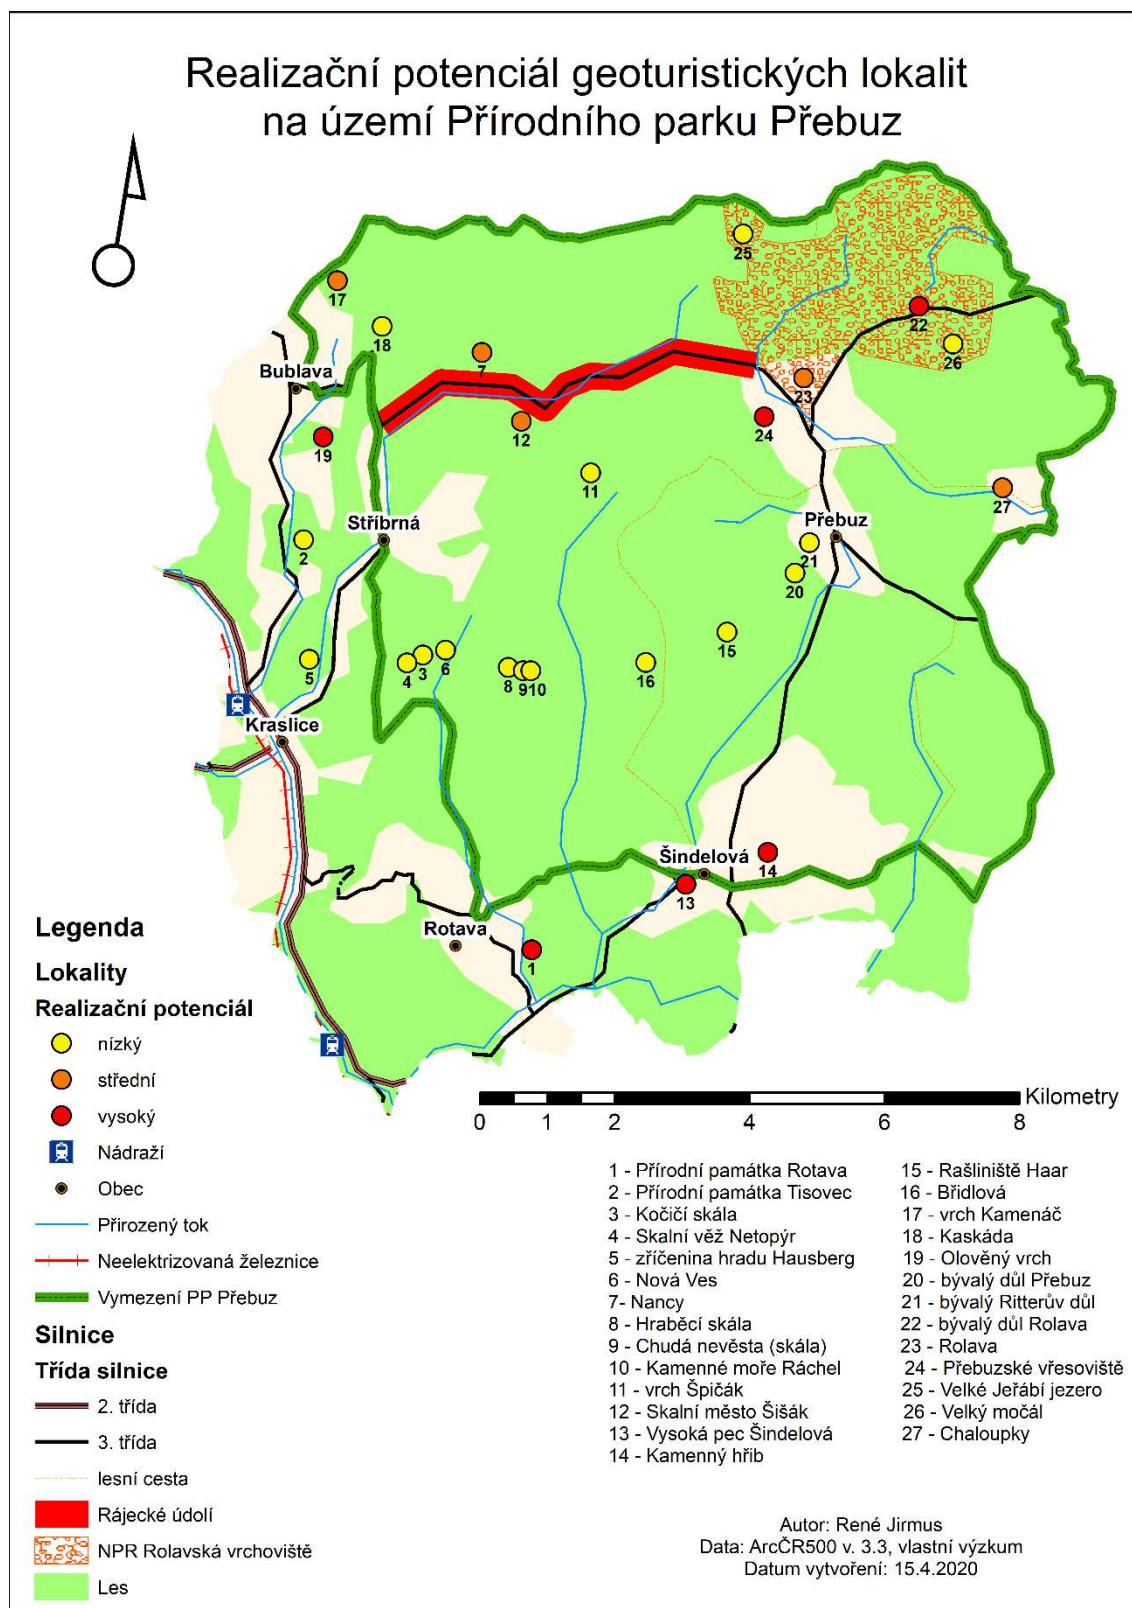 Realizační potenciál geoturistických lokalit
na území Přírodního parku Přebuz
25
17
22
18
26
7
Bublava
23
24
12
19
11
27
Stříbrná
Přebuz
2
21
20
15
3
6
4
5
8
9
10
16
Kraslice
Šindelová
14
13
Rotava
1
Legenda
Lokality
Realizační potenciál
nízký
střední
vysoký
Nádraží
Obec
Přirozený tok
Neelektrizovaná železnice
Vymezení PP Přebuz
Silnice
Třída silnice
2. třída
3. třída
lesní cesta
Rájecké údolí
NPR Rolavská vrchoviště
Les
Kilometry
0 1 2 4 6 8
1 - Přírodní památka Rotava
2 - Přírodní památka Tisovec
3 - Kočičí skála
4 - Skalní věž Netopýr
5 - zřícenina hradu Hausberg
6 - Nová Ves
7- Nancy
8 - Hraběcí skála
9 - Chudá nevěsta (skála)
10 - Kamenné moře Ráchel
11 - vrch Špičák
12 - Skalní město Šišák
13 - Vysoká pec Šindelová
14 - Kamenný hřib
15 - Rašliniště Haar
16 - Břidlová
17 - vrch Kamenáč
18 - Kaskáda
19 - Olověný vrch
20 - bývalý důl Přebuz
21 - bývalý Ritterův důl
22 - bývalý důl Rolava
23 - Rolava
24 - Přebuzské vřesoviště
25 - Velké Jeřábí jezero
26 - Velký močál
27 - Chaloupky
Autor: René Jirmus
Data: ArcČR500 v. 3.3, vlastní výzkum
Datum vytvoření: 15.4.2020